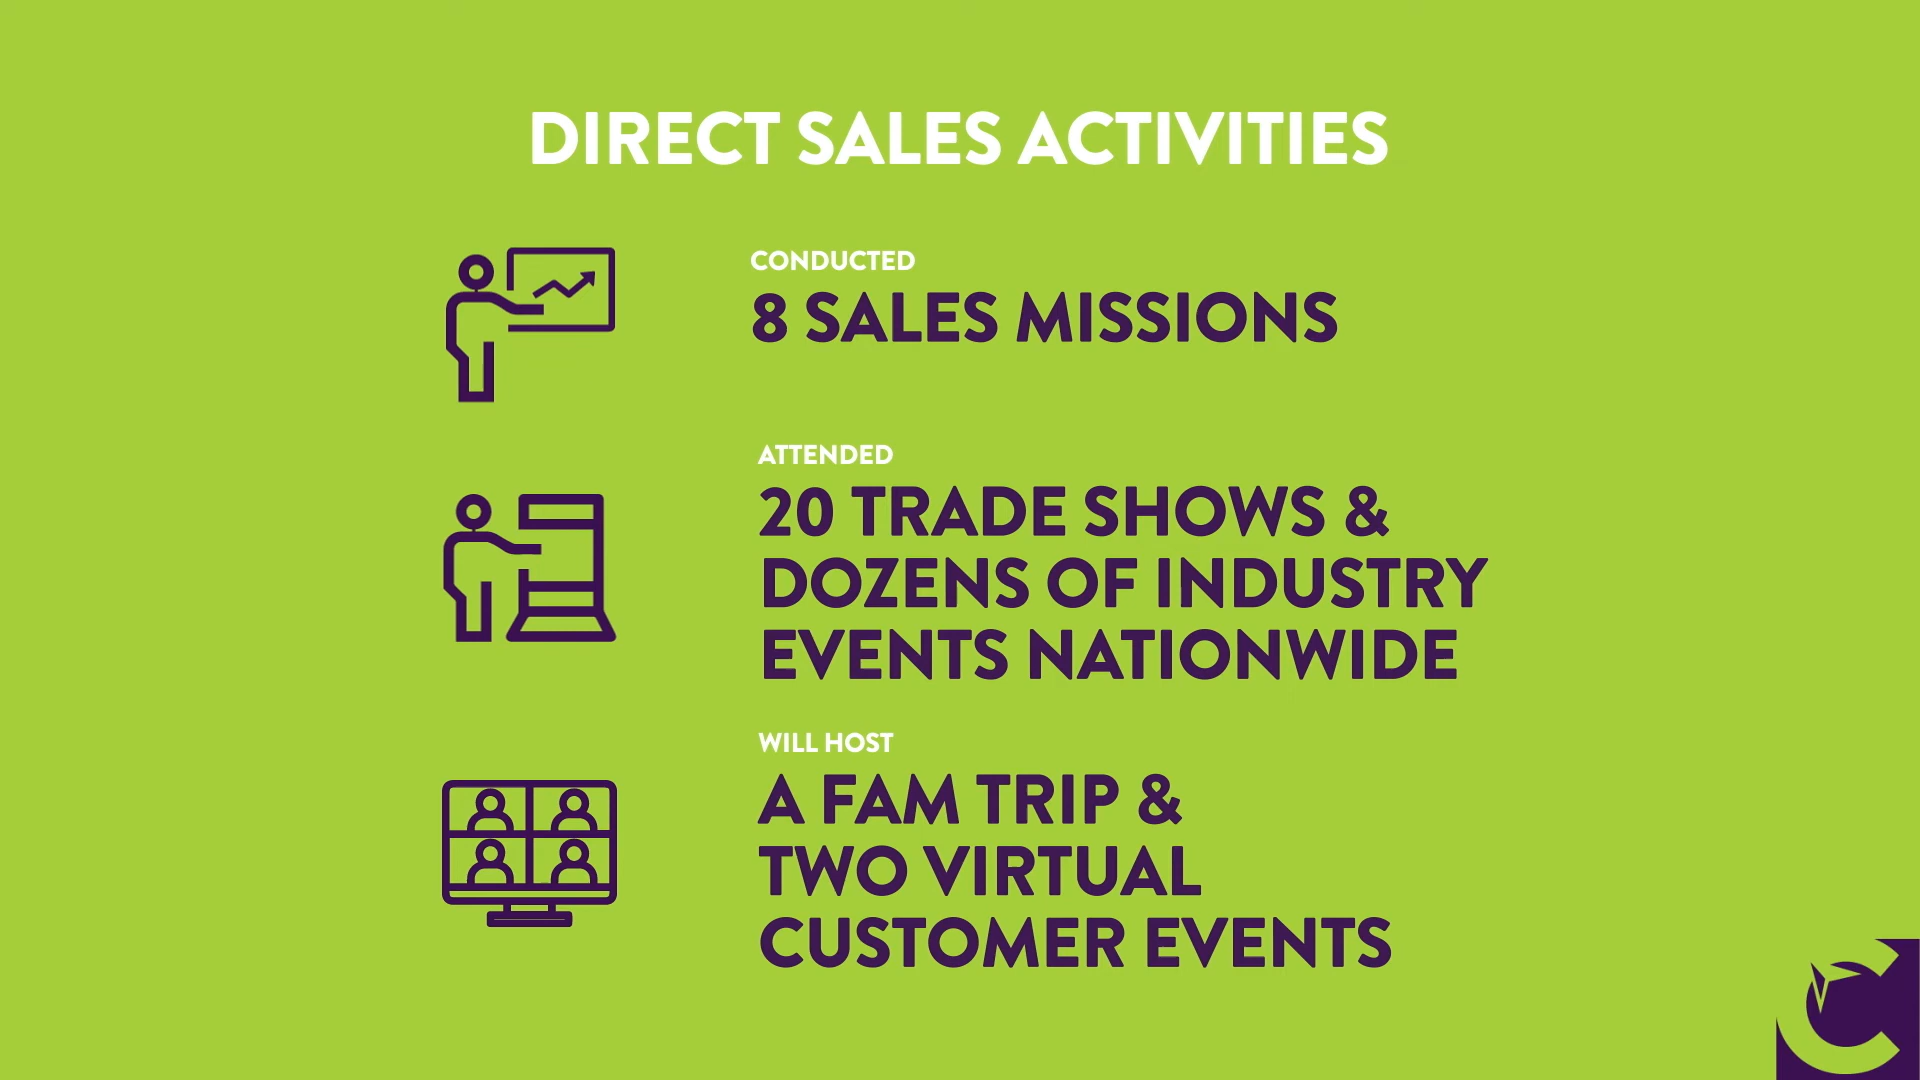 DIRECT SALES ACTIVITIES
CONDUCTED
8 SALES MISSIONS
ATTENDED
20 TRADE SHOWS &
DOZENS OF INDUSTRY
EVENTS NATIONWIDE
WILL HOST
A FAM TRIP &
TWO VIRTUAL
CUSTOMER EVENTS